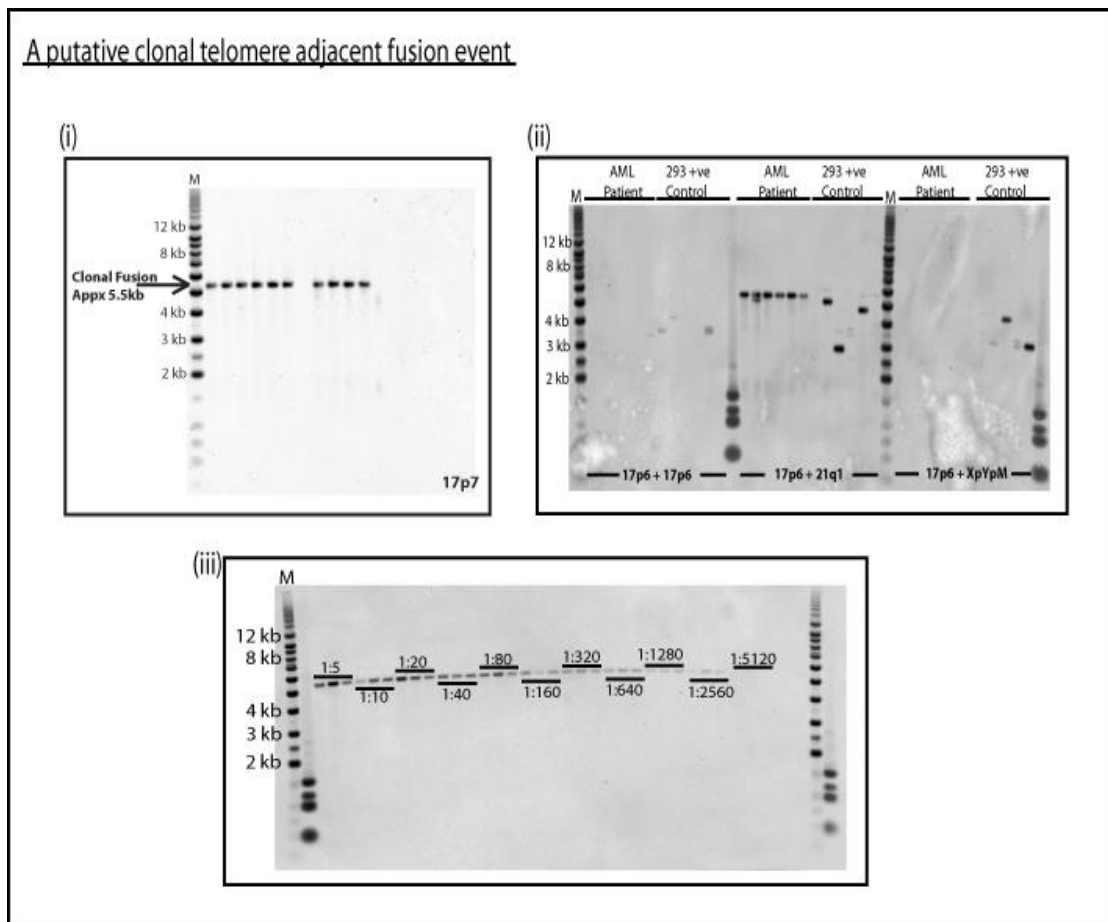 A putative clonal telomere adjacent fusion event
(i)
M
12 kb
8 kb
Clonal Fusion
Appx 5.5kb
4 kb
3 kb
2 kb
17p7
(ii)
AML 293 +ve AML 293 +ve AML 293 +ve
M Patient Control Patient Control M Patient Control
12 kb
8 kb
4 kb
3 kb
2 kb
17p6 + 17p6 17p6 + 21q1 17p6 + XpYpM
(iii)
M
12 kb
8 kb
1:5 1:20 1:80 1:320 1:1280 1:5120
1:10 1:40 1:160 1:640 1:2560
4 kb
3 kb
2 kb